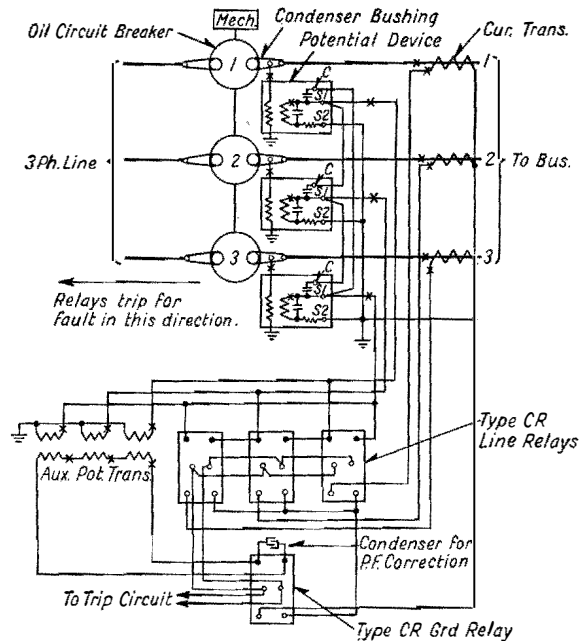 Mech.
Oil Circuit Breaker
Condenser Bushing
Potential Device
Cur. Trans.
1
1
C
S1
S2
3 Ph. Line
2
2
To Bus.
C
S1
S2
3
3
C
S1
S2
Relays trip for
fault in this direction.
Type CR
Line Relays
Aux. Pot. Trans.
Condenser for
P.F. Correction
To Trip Circuit
Type CR Grd Relay